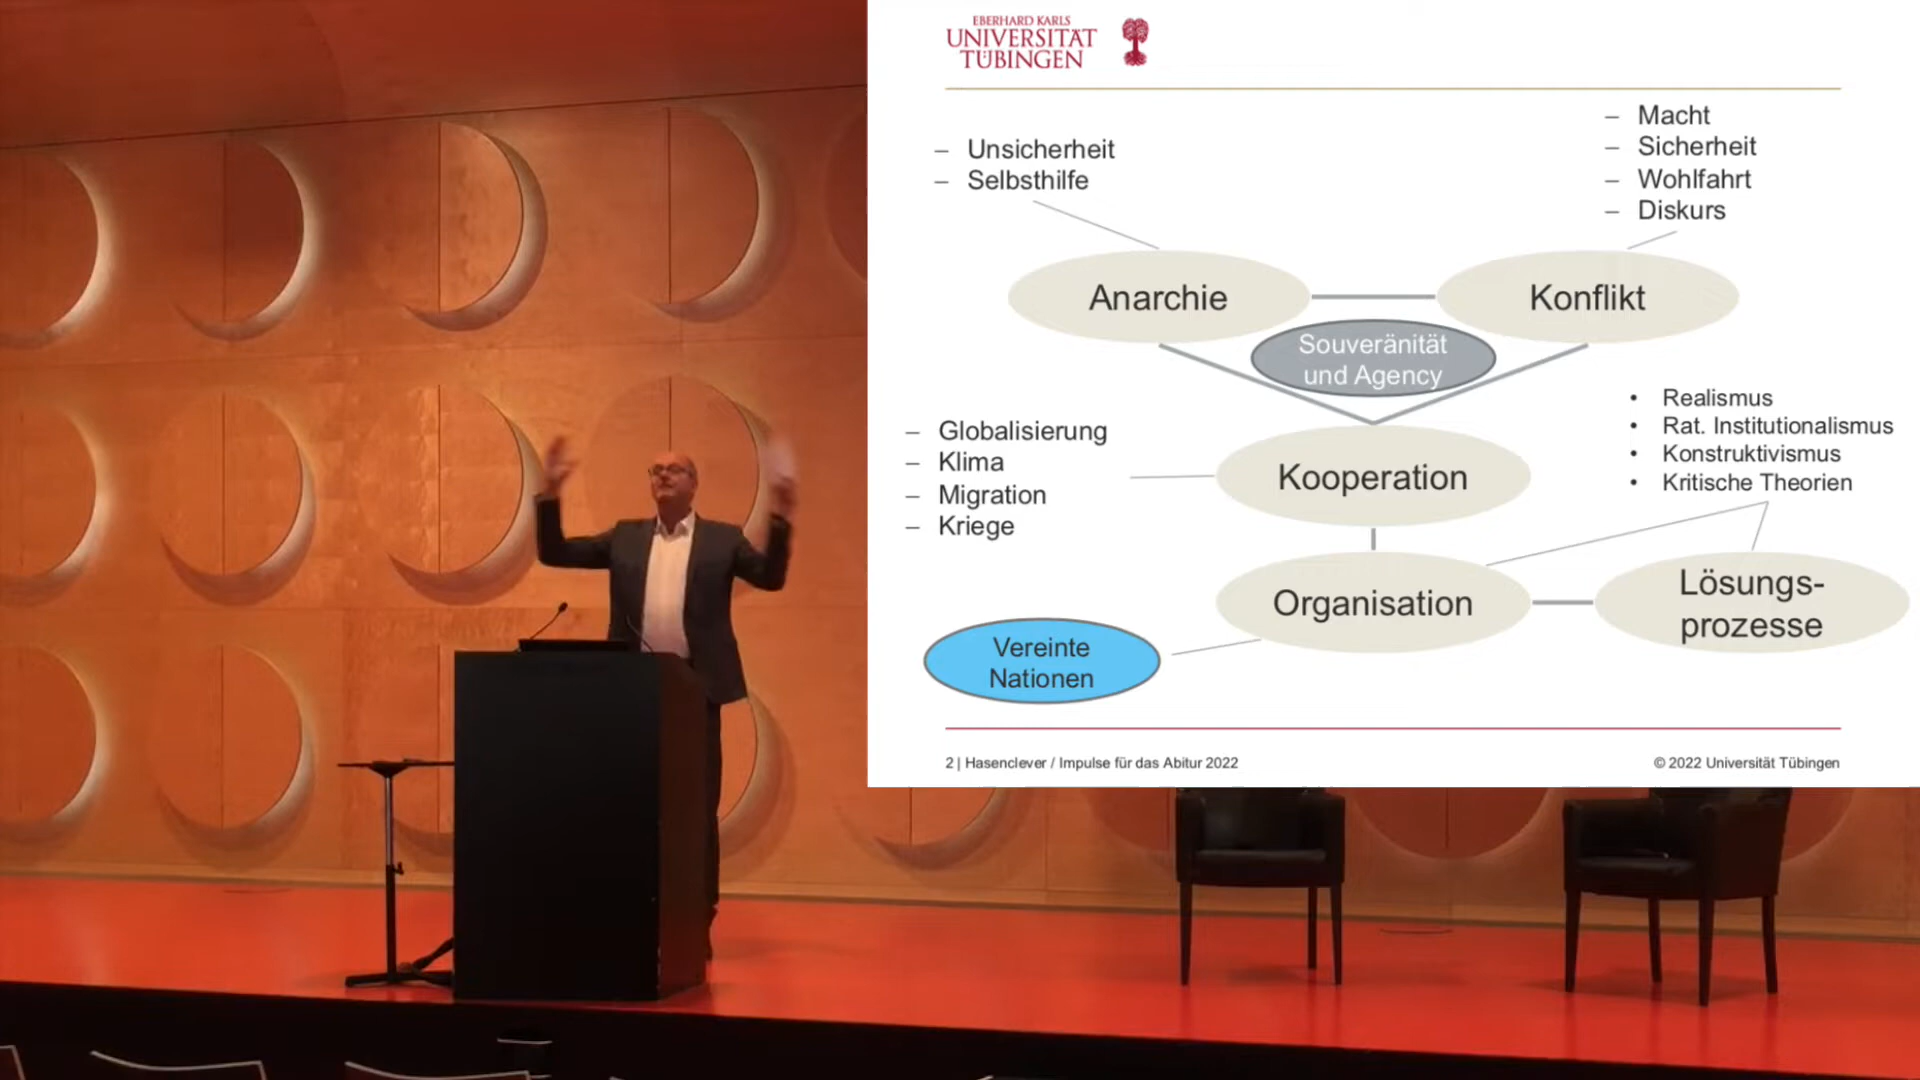 EBERHARD KARLS
UNIVERSITÄT
TÜBINGEN
– Unsicherheit
– Selbsthilfe
– Macht
– Sicherheit
– Wohlfahrt
– Diskurs
Anarchie
Konflikt
Souveränität
und Agency
– Globalisierung
– Klima
– Migration
– Kriege
Kooperation
• Realismus
• Rat. Institutionalismus
• Konstruktivismus
• Kritische Theorien
Organisation
Lösungs-
prozesse
Vereinte
Nationen
2 | Hasenclever / Impulse für das Abitur 2022
© 2022 Universität Tübingen